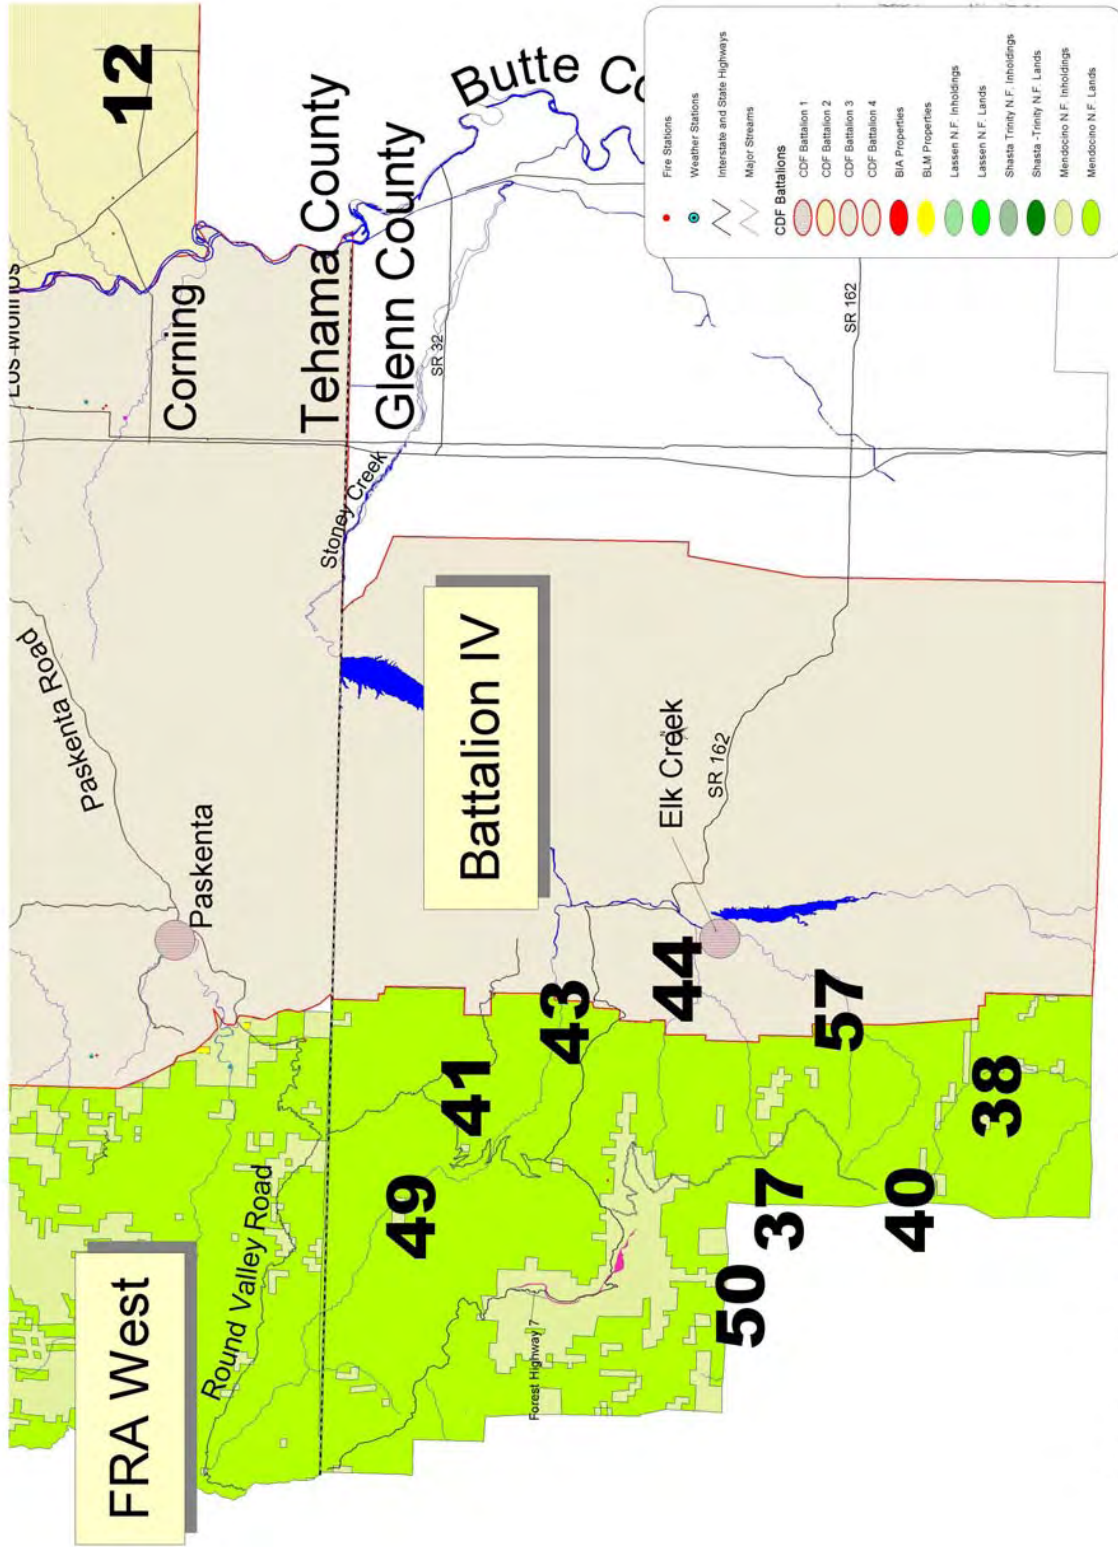 12
Los Molinos
Corning
Tehama County
Glenn County
Butte Co
SR 32
Stoney Creek
SR 162
Paskenta Road
Paskenta
Battalion IV
Elk Creek
SR 162
FRA West
Round Valley Road
Forest Highway 7
49
41
43
44
57
50
37
40
38
Fire Stations
Weather Stations
Interstate and State Highways
Major Streams
CDF Battalions
CDF Battalion 1
CDF Battalion 2
CDF Battalion 3
CDF Battalion 4
BIA Properties
BLM Properties
Lassen N.F. Inholdings
Lassen N.F. Lands
Shasta Trinity N.F. Inholdings
Shasta -Trinity N.F. Lands
Mendocino N.F. Inholdings
Mendocino N.F. Lands